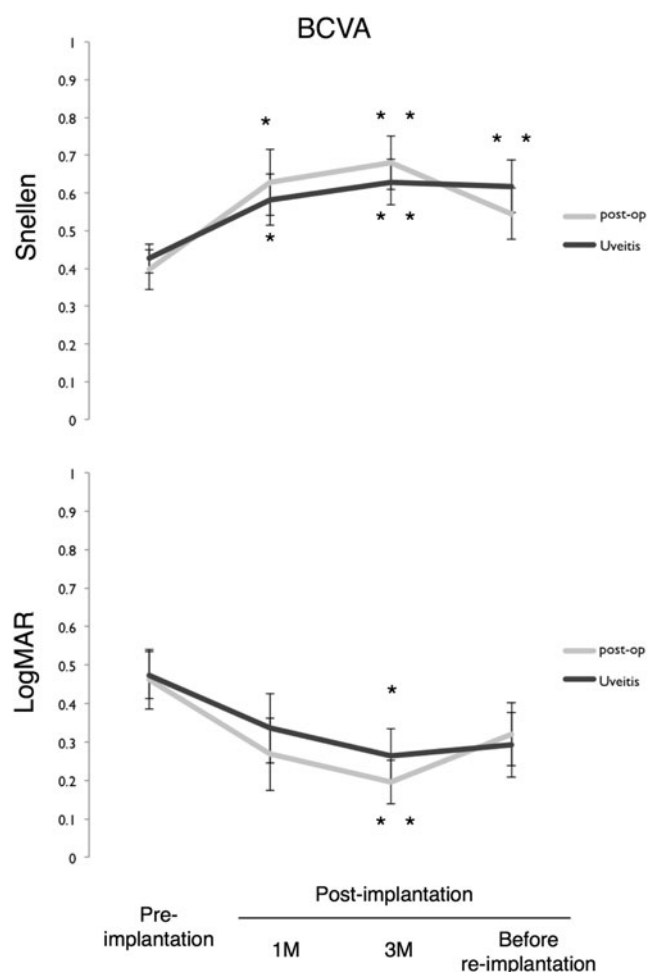 BCVA
Snellen
1
0.9
0.8
0.7
0.6
0.5
0.4
0.3
0.2
0.1
0
*
* *
* *
*
* *
post-op
Uveitis
LogMAR
1
0.9
0.8
0.7
0.6
0.5
0.4
0.3
0.2
0.1
0
*
* *
post-op
Uveitis
Pre-
implantation
Post-implantation
1M
3M
Before
re-implantation